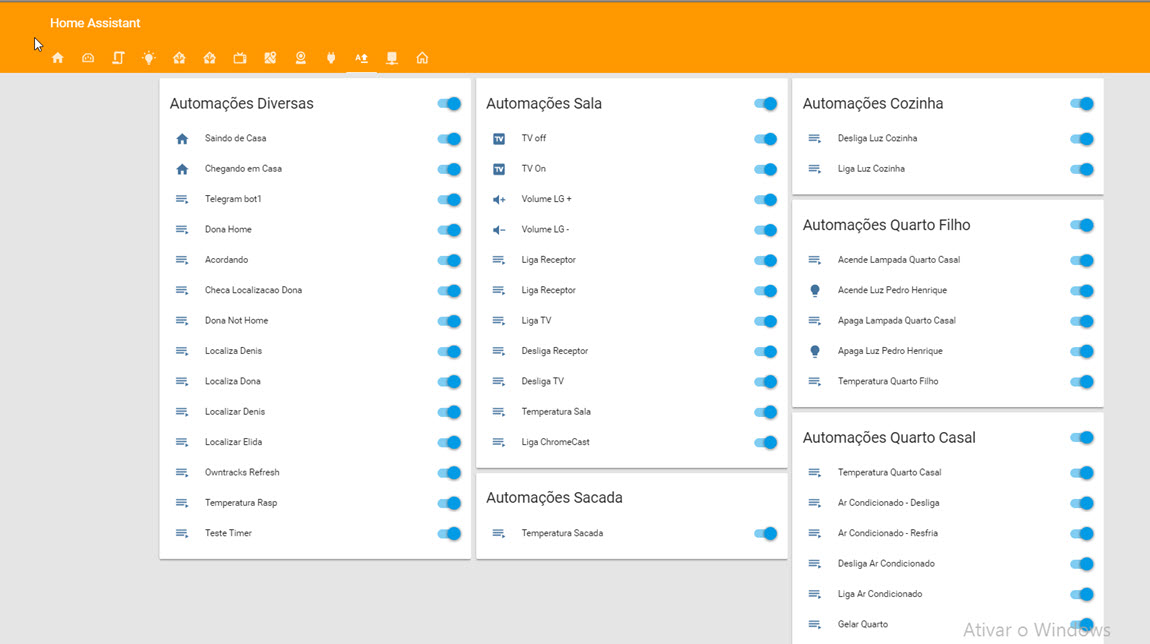 Home Assistant
Automações Diversas
Saindo de Casa
Chegando em Casa
Telegram bot1
Dona Home
Acordando
Checa Localizacao Dona
Dona Not Home
Localiza Denis
Localiza Dona
Localizar Denis
Localizar Elida
Owntracks Refresh
Temperatura Rasp
Teste Timer
Automações Sala
TV TV off
TV TV On
Volume LG +
Volume LG -
Liga Receptor
Liga Receptor
Liga TV
Desliga Receptor
Desliga TV
Temperatura Sala
Liga ChromeCast
Automações Sacada
Temperatura Sacada
Automações Cozinha
Desliga Luz Cozinha
Liga Luz Cozinha
Automações Quarto Filho
Acende Lampada Quarto Casal
Acende Luz Pedro Henrique
Apaga Lampada Quarto Casal
Apaga Luz Pedro Henrique
Temperatura Quarto Filho
Automações Quarto Casal
Temperatura Quarto Casal
Ar Condicionado - Desliga
Ar Condicionado - Resfria
Desliga Ar Condicionado
Liga Ar Condicionado
Gelar Quarto
Ativar o Windows